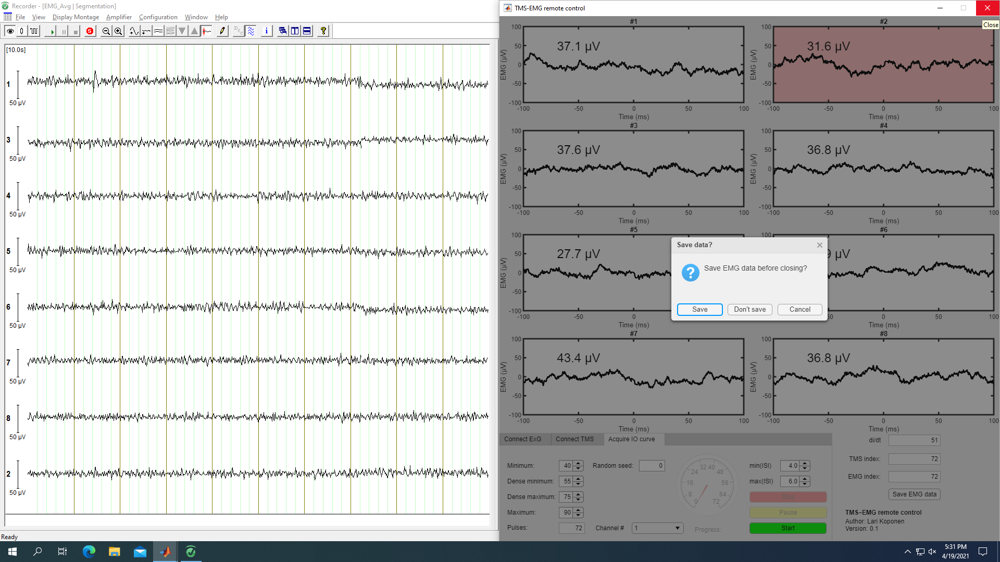 Recorder - [EMG_Avg | Segmentation]
File View Display Montage Amplifier Configuration Window Help
[10.0s]
1
50 µV
3
50 µV
4
50 µV
5
50 µV
6
50 µV
7
50 µV
8
50 µV
2
50 µV
Ready
TMS-EMG remote control
Close
#1
37.1 µV
EMG (µV)
100
50
0
-50
-100
-100 -50 0 50 100
Time (ms)
#2
31.6 µV
EMG (µV)
100
50
0
-50
-100
-100 -50 0 50 100
Time (ms)
#3
37.6 µV
EMG (µV)
100
50
0
-50
-100
-100 -50 0 50 100
Time (ms)
#4
36.8 µV
EMG (µV)
100
50
0
-50
-100
-100 -50 0 50 100
Time (ms)
#5
27.7 µV
EMG (µV)
100
50
0
-50
-100
-100 -50 0 50
Time (ms)
#6
9 µV
100
50 100
Time (ms)
Save data?
Save EMG data before closing?
Save Don't save Cancel
#7
43.4 µV
EMG (µV)
100
50
0
-50
-100
-100 -50 0 50 100
Time (ms)
#8
36.8 µV
EMG (µV)
100
50
0
-50
-100
-100 -50 0 50 100
Time (ms)
Connect ExG Connect TMS Acquire IO curve
Minimum: 40
Random seed: 0
Dense minimum: 55
Dense maximum: 75
Maximum: 90
Pulses: 72
Channel # 1
0 8 16 24 32 40 48 56 64 72
Progress:
min(ISI) 4.0
max(ISI) 6.0
Stop
Pause
Start
di/dt 51
TMS index: 72
EMG index: 72
Save EMG data
TMS–EMG remote control
Author: Lari Koponen
Version: 0.1
5:31 PM
4/19/2021